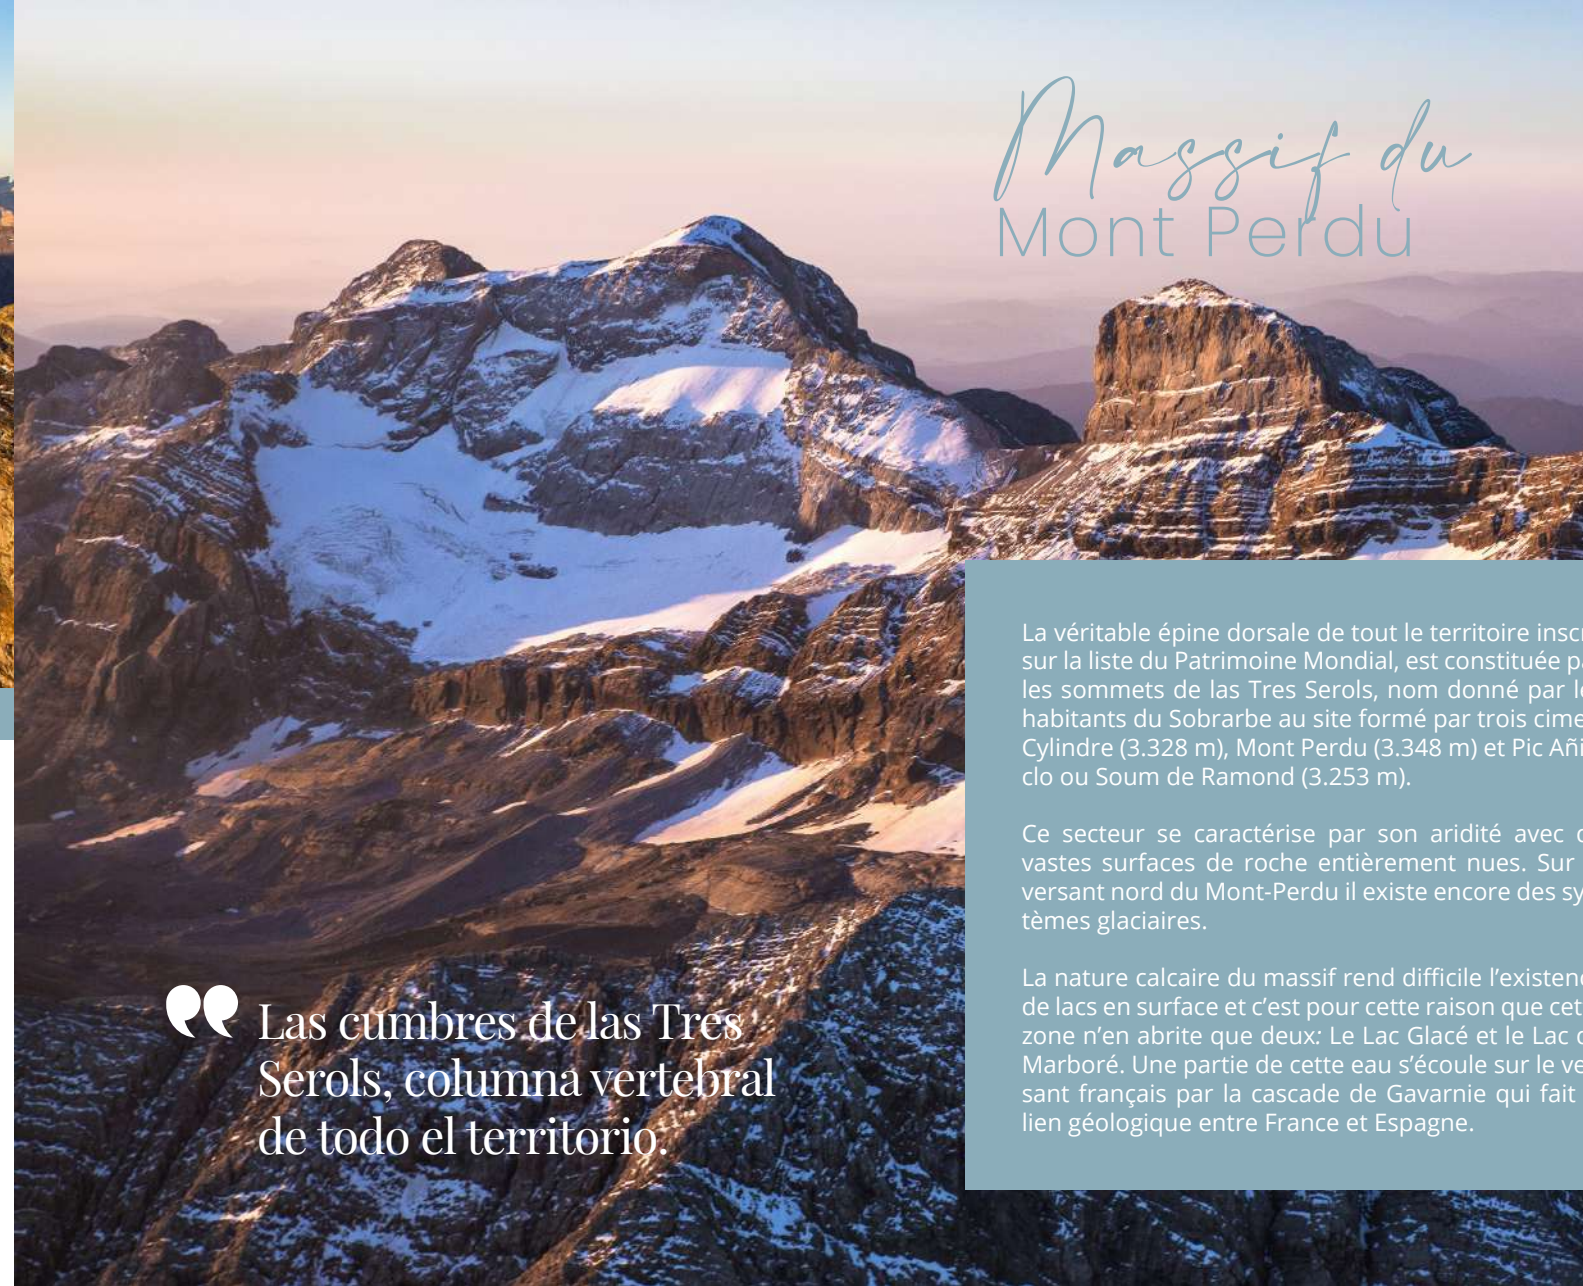 Massif du
Mont Perdu
La véritable épine dorsale de tout le territoire inscr
sur la liste du Patrimoine Mondial, est constituée pa
les sommets de las Tres Serols, nom donné par le
habitants du Sobrarbe au site formé par trois cime
Cylindre (3.328 m), Mont Perdu (3.348 m) et Pic Añi
clo ou Soum de Ramond (3.253 m).
Ce secteur se caractérise par son aridité avec
vastes surfaces de roche entièrement nues. Sur
versant nord du Mont-Perdu il existe encore des sy
tèmes glaciaires.
La nature calcaire du massif rend difficile l’existenc
de lacs en surface et c’est pour cette raison que cet
zone n’en abrite que deux: Le Lac Glacé et le Lac
Marboré. Une partie de cette eau s’écoule sur le ve
sant français par la cascade de Gavarnie qui fait
lien géologique entre France et Espagne.
Las cumbres de las Tres
Serols, columna vertebral
de todo el territorio.